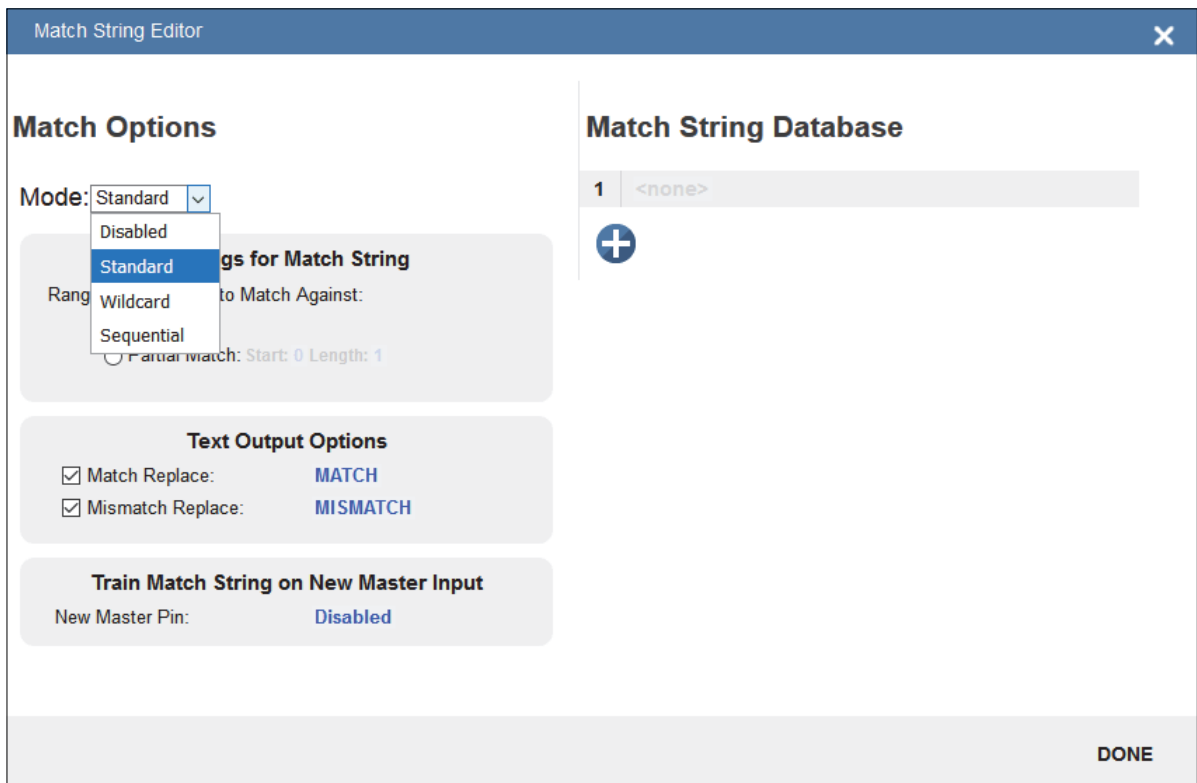 Match String Editor
Match Options
Mode: Standard
Disabled
Standard
Wildcard
Sequential
gs for Match String
to Match Against:
Match: Start: 0 Length: 1
Text Output Options
Match Replace: MATCH
Mismatch Replace: MISMATCH
Train Match String on New Master Input
New Master Pin: Disabled
Match String Database
1 <none>
DONE